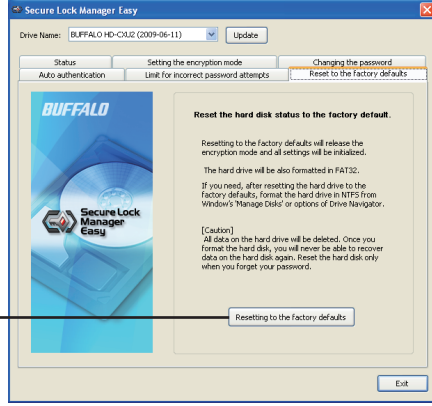 Secure Lock Manager Easy
Drive Name: BUFFALO HD-CXU2 (2009-06-11) Update
Status Setting the encryption mode Changing the password
Auto authentication Limit for incorrect password attempts Reset to the factory defaults
BUFFALO
Secure Lock
Manager
Easy
Reset the hard disk status to the factory default.
Resetting to the factory defaults will release the
encryption mode and all settings will be initialized.
The hard drive will be also formatted in FAT32.
If you need, after resetting the hard drive to the
factory defaults, format the hard drive in NTFS from
Window's 'Manage Disks' or options of Drive Navigator.
[Caution]
All data on the hard drive will be deleted. Once you
format the hard disk, you will never be able to recover
data on the hard disk again. Reset the hard disk only
when you forget your password.
Resetting to the factory defaults
Exit